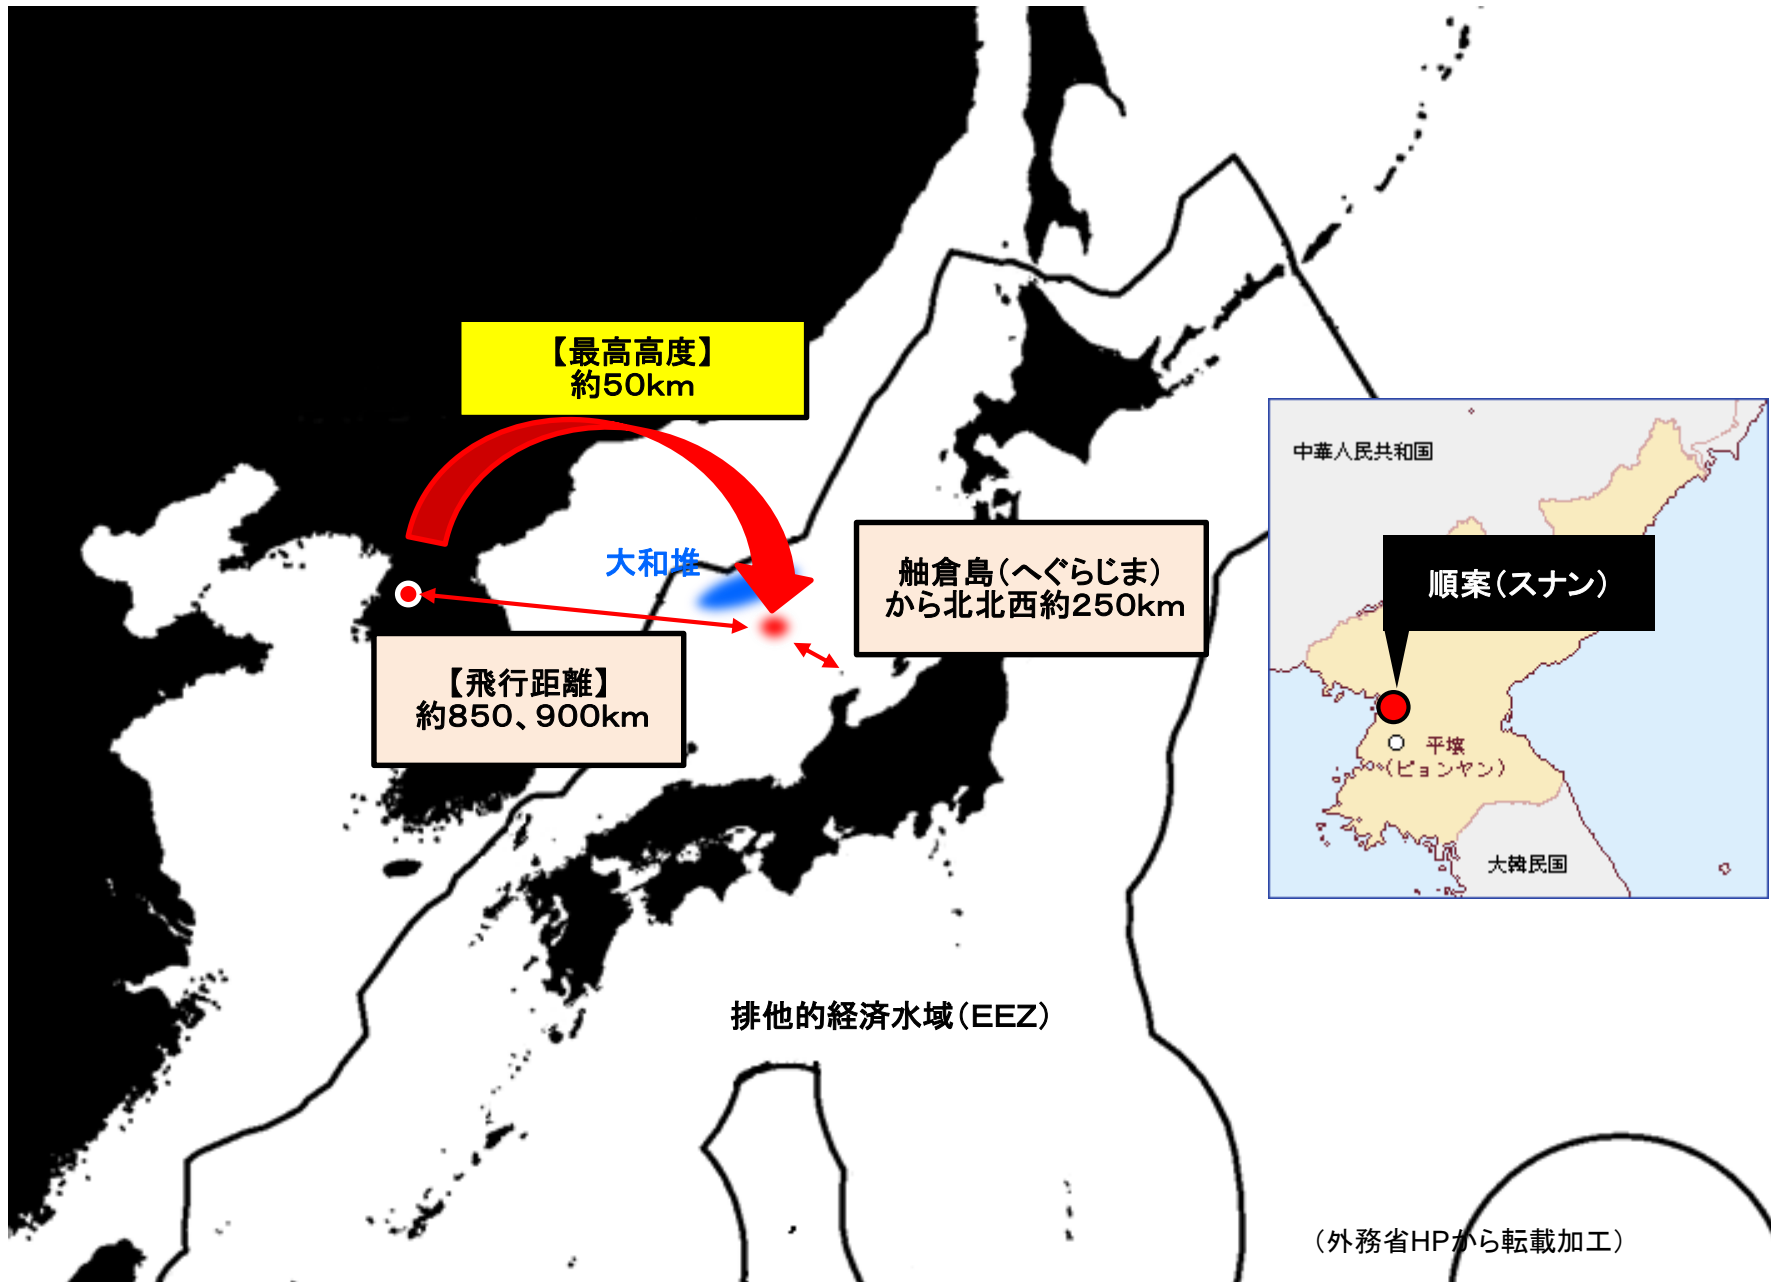 【最高高度】
約50km
大和堆
舳倉島（へぐらじま）
から北北西約250km
【飛行距離】
約850、900km
中華人民共和国
順案（スナン）
平壌
（ピョンヤン）
大韓民国
排他的経済水域（EEZ）
（外務省HPから転載加工）